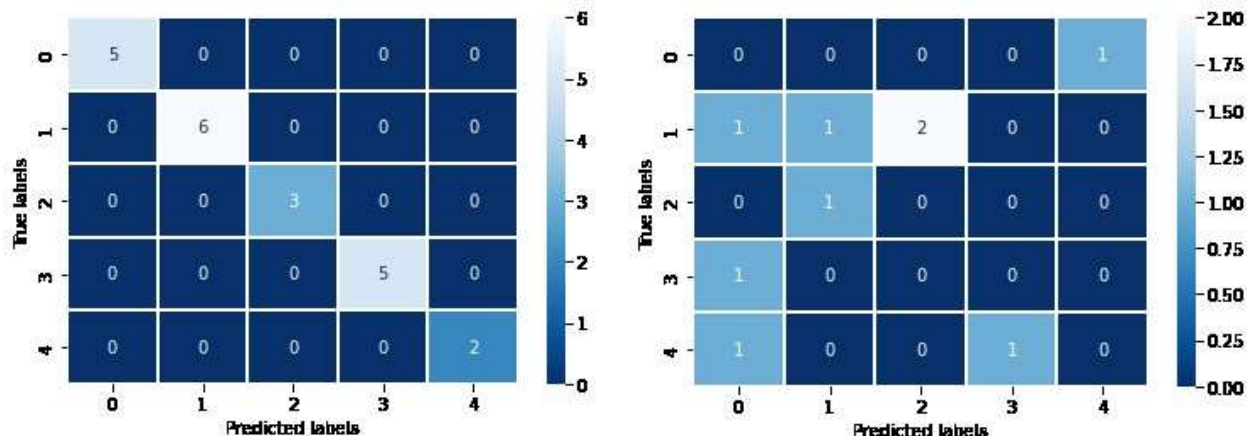 6
0 5 0 0 0 0
5
1 0 6 0 0 0
4
True labels
2 0 0 3 0 0
3
3 0 0 0 5 0
2
1
4 0 0 0 0 2
0
0 1 2 3 4
Predicted labels
2.00
0 0 0 0 0 1
1.75
1 1 1 2 0 0
1.50
1.25
True labels
2 0 1 0 0 0
1.00
0.75
3 1 0 0 0 0
0.50
4 1 0 0 1 0
0.25
0.00
0 1 2 3 4
Predicted labels